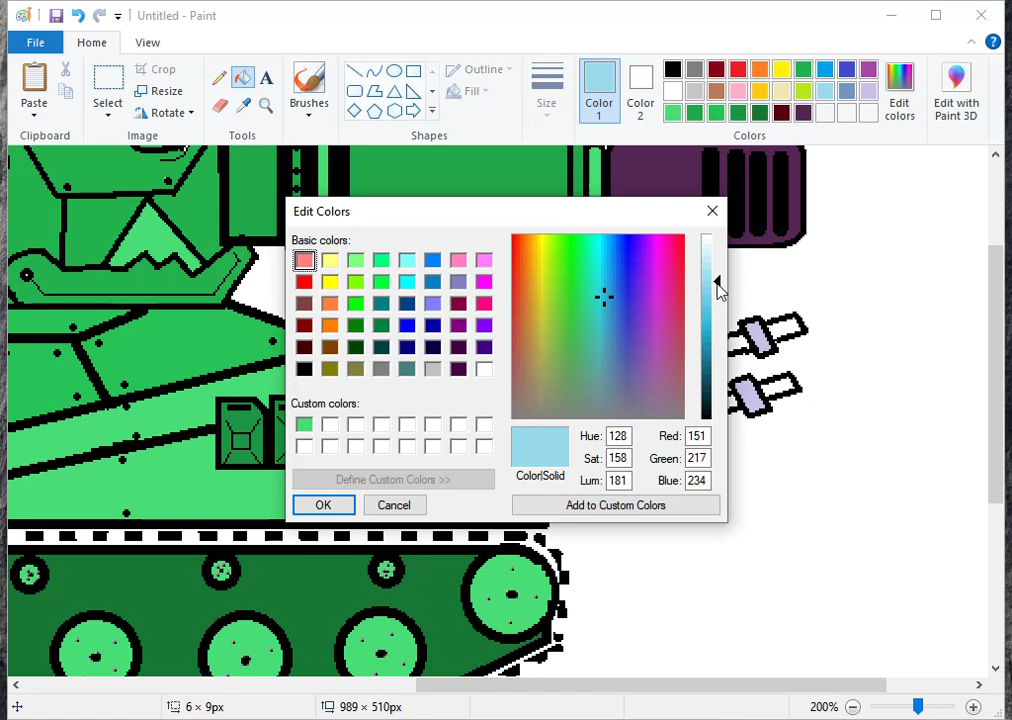 Untitled - Paint
File Home View
Paste
Clipboard
Select
Crop
Resize
Rotate
Image
A
Tools
Brushes
Outline
Fill
Shapes
Size
Color
1
Color
2
Edit
colors
Colors
Edit with
Paint 3D
Edit Colors
Basic colors:
Custom colors:
Define Custom Colors >>
OK Cancel
Color|Solid
Hue: 128 Red: 151
Sat: 158 Green: 217
Lum: 181 Blue: 234
Add to Custom Colors
6 × 9px 989 × 510px 200%